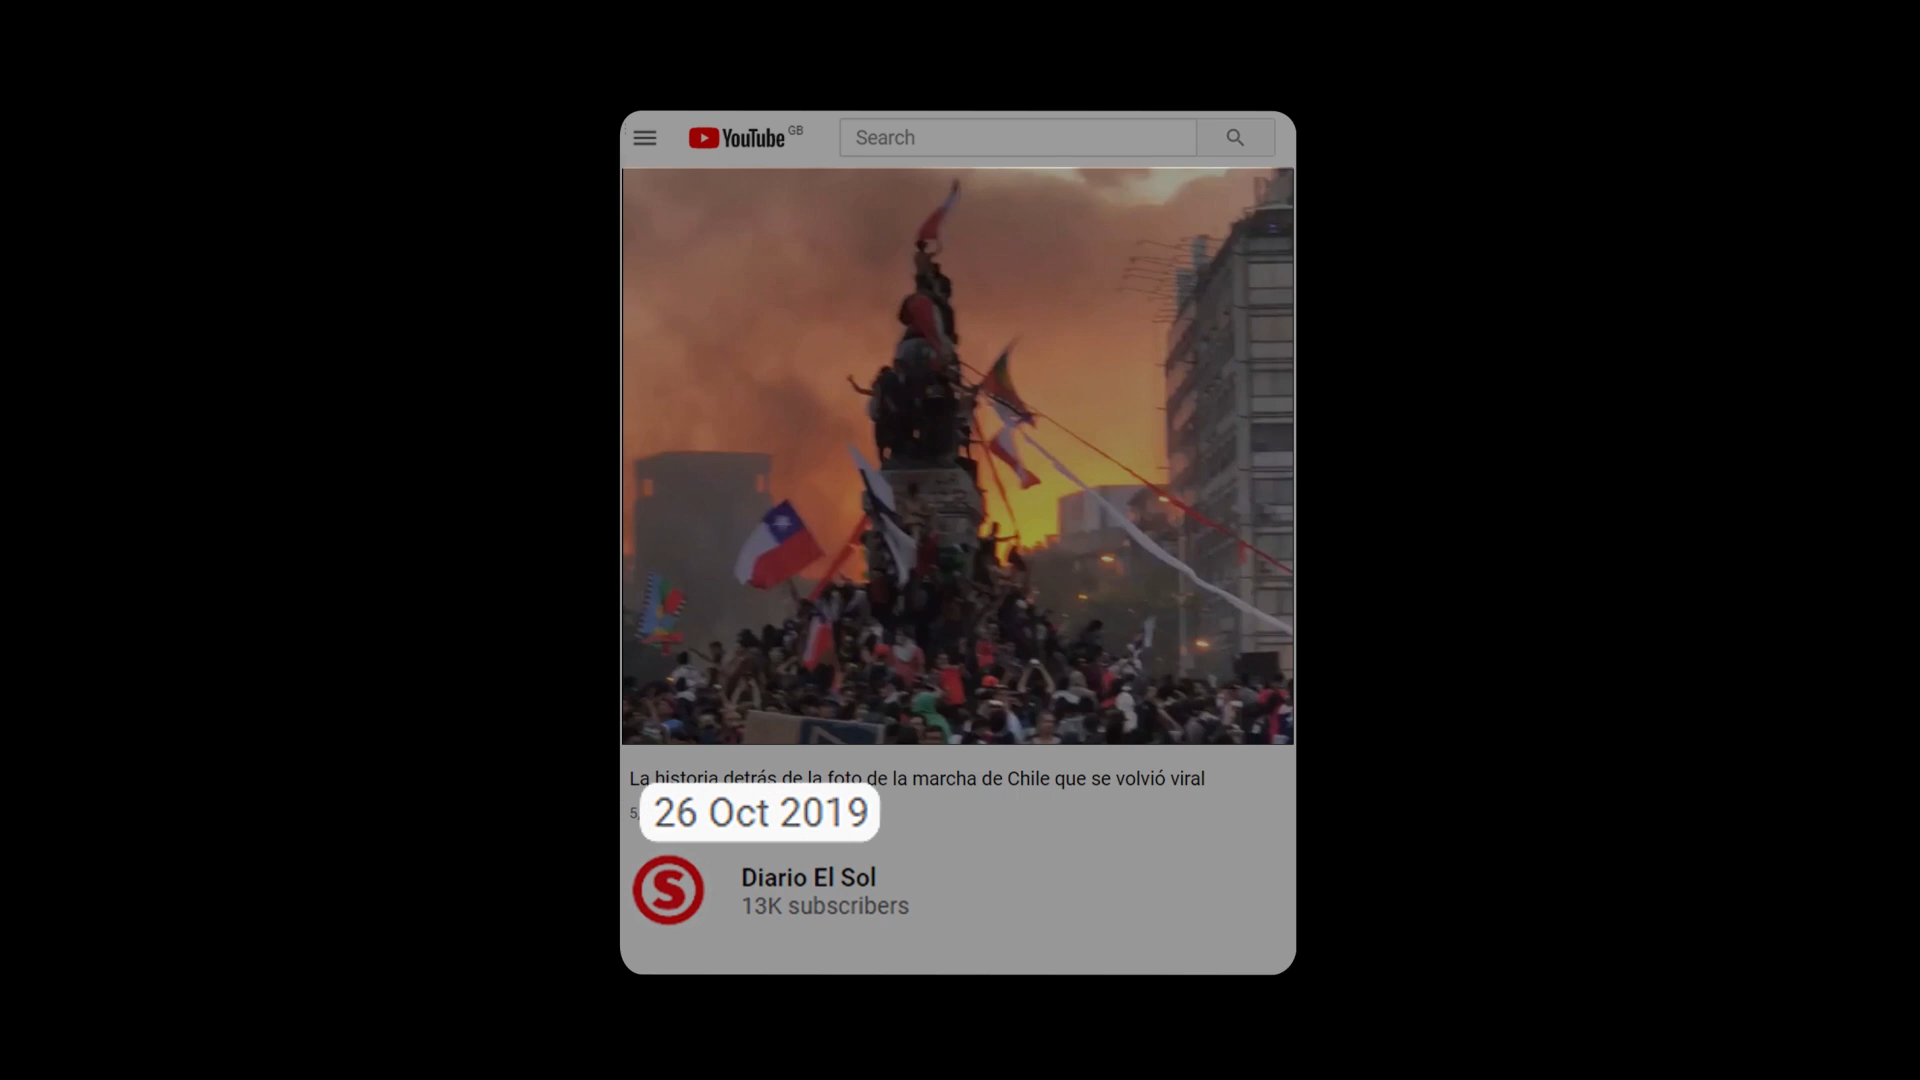 YouTube GB
Search
La historia detrás de la foto de la marcha de Chile que se volvió viral
5,
26 Oct 2019
S
Diario El Sol
13K subscribers